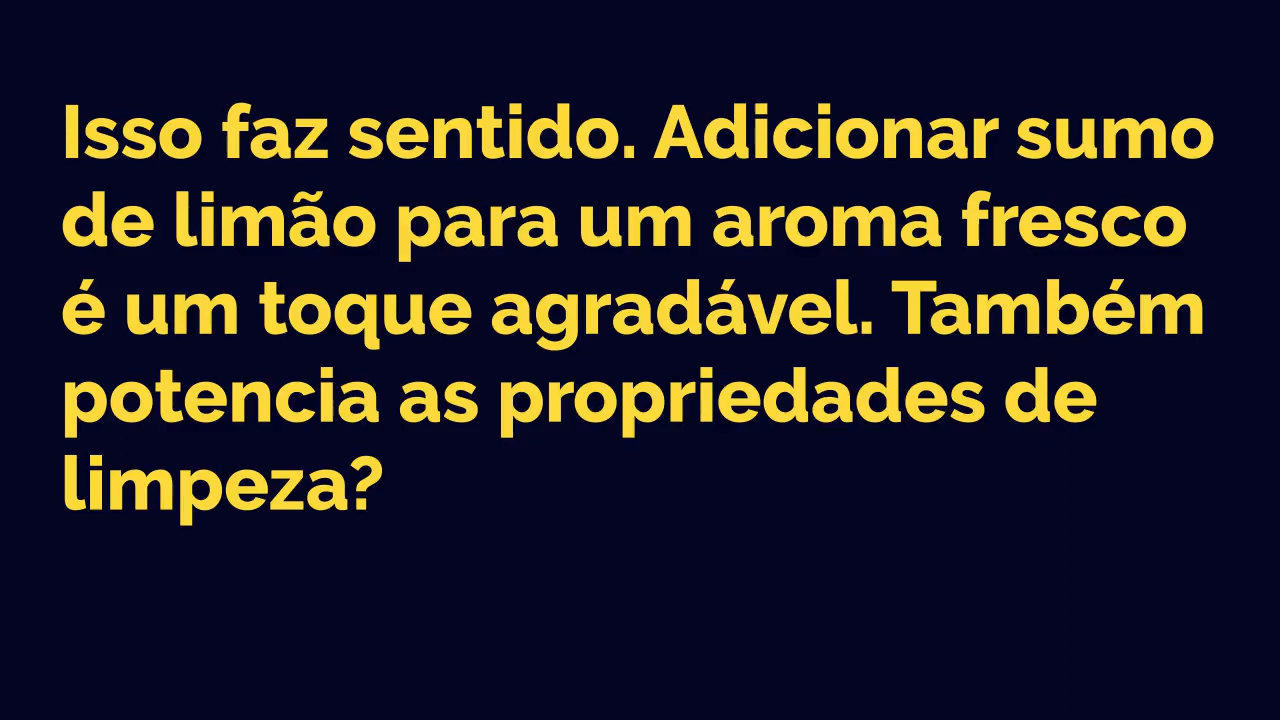 Isso faz sentido. Adicionar sumo
de limão para um aroma fresco
é um toque agradável. Também
potencia as propriedades de
limpeza?